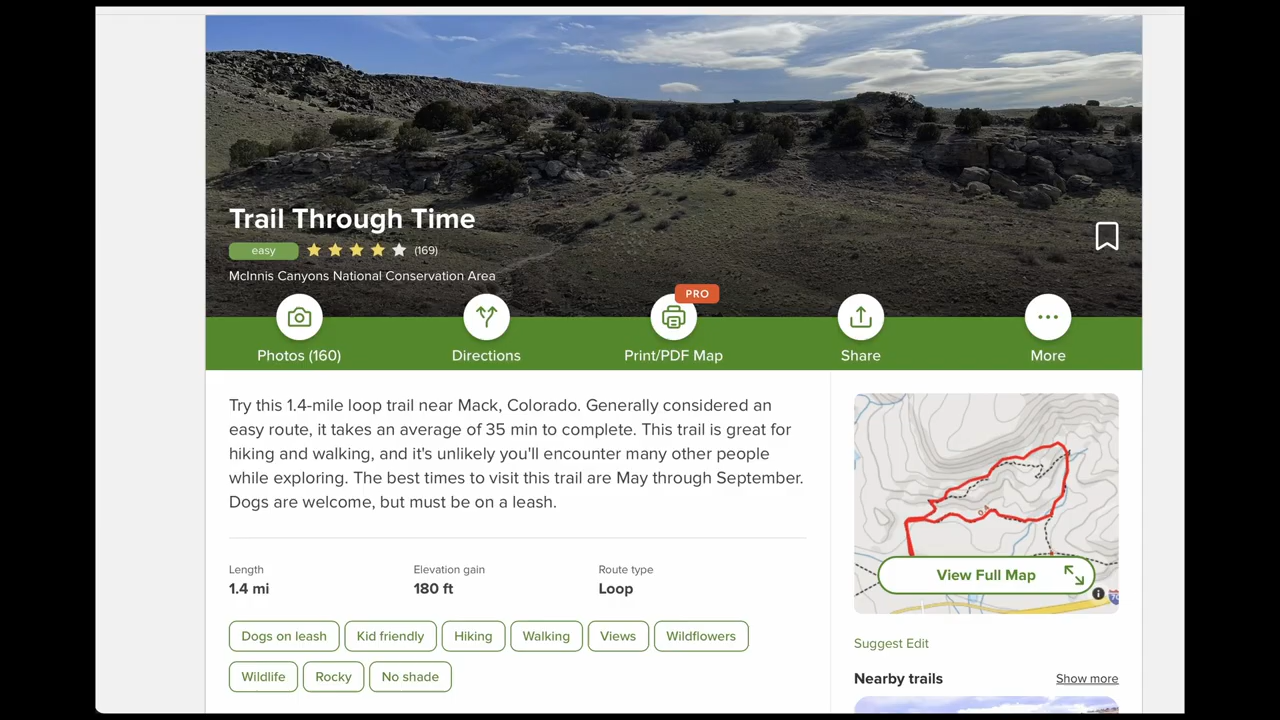 Trail Through Time
easy (169)
McInnis Canyons National Conservation Area
PRO
Photos (160)
Directions
Print/PDF Map
Share
More
Try this 1.4-mile loop trail near Mack, Colorado. Generally considered an
easy route, it takes an average of 35 min to complete. This trail is great for
hiking and walking, and it's unlikely you'll encounter many other people
while exploring. The best times to visit this trail are May through September.
Dogs are welcome, but must be on a leash.
Length
1.4 mi
Elevation gain
180 ft
Route type
Loop
Dogs on leash
Kid friendly
Hiking
Walking
Views
Wildflowers
Wildlife
Rocky
No shade
View Full Map
Suggest Edit
Nearby trails
Show more